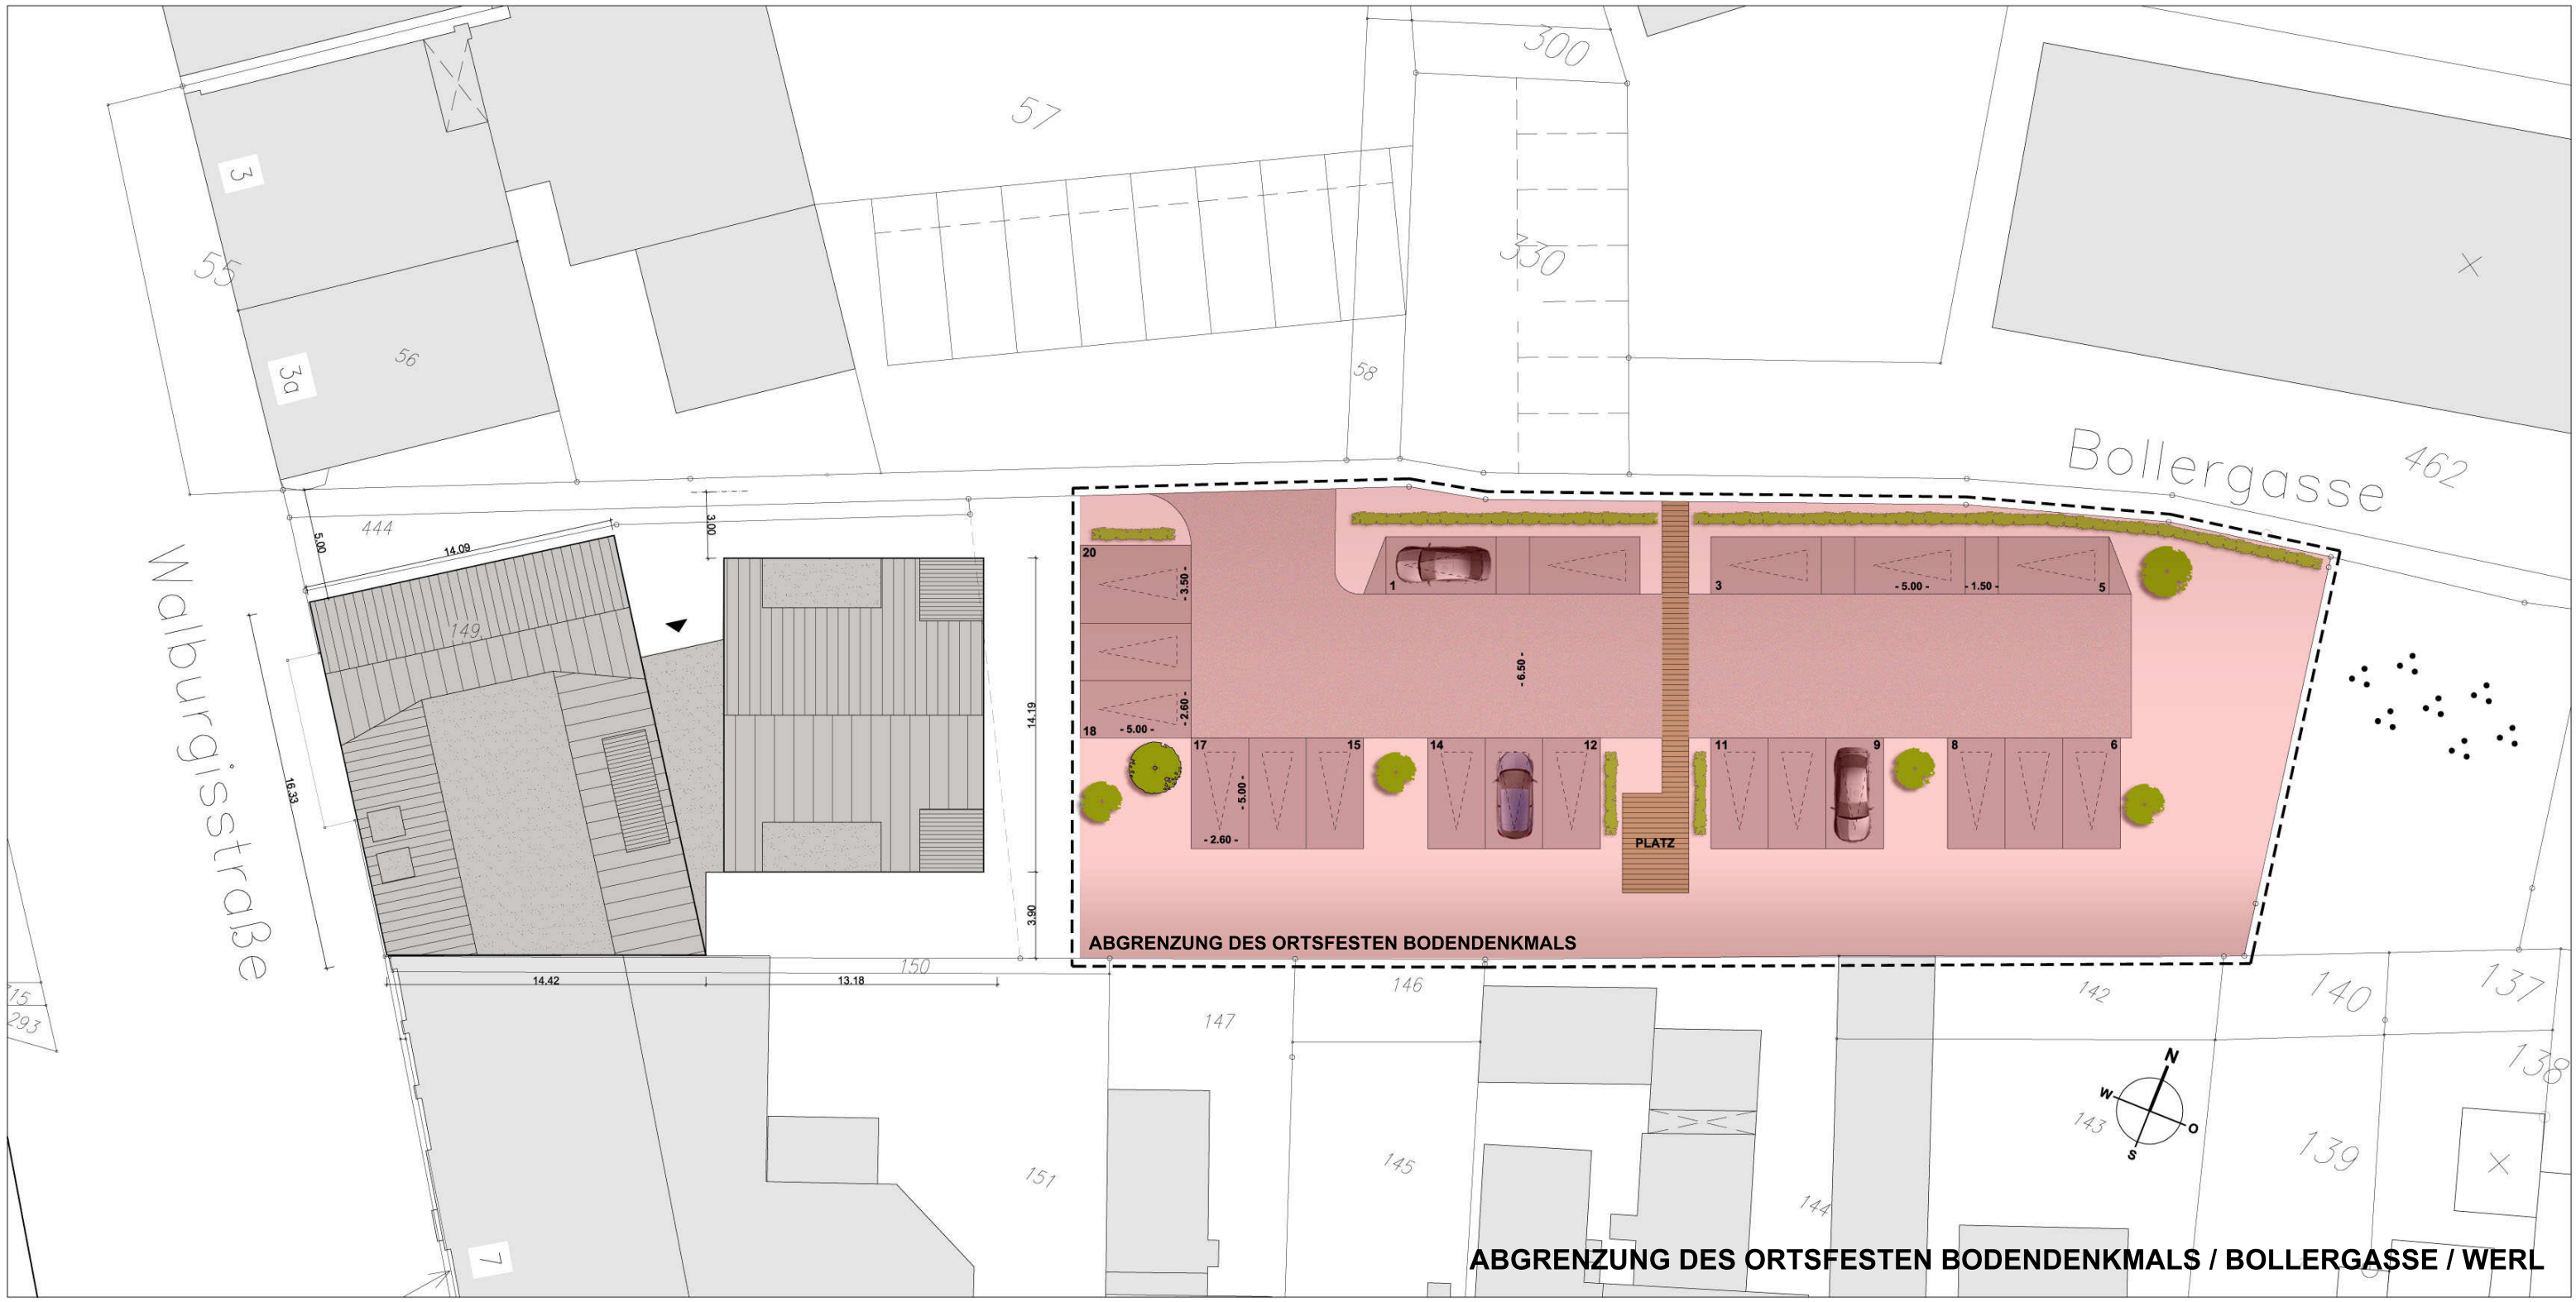 300
57
3
330
55
58
56
3a
Bollergasse
462
444
5.00
14.09
3.00
Walburgisstraße
149
16.33
14.19
3.90
20
- 3.50 -
- 2.60 -
18
- 5.00 -
1
3
- 5.00 -
- 1.50 -
5
- 6.50 -
17
15
14
12
11
9
8
6
- 5.00 -
- 2.60 -
PLATZ
ABGRENZUNG DES ORTSFESTEN BODENDENKMALS
150
14.42
13.18
146
147
142
140
137
138
15
293
N
W
O
S
143
139
151
145
144
7
ABGRENZUNG DES ORTSFESTEN BODENDENKMALS / BOLLERGASSE / WERL